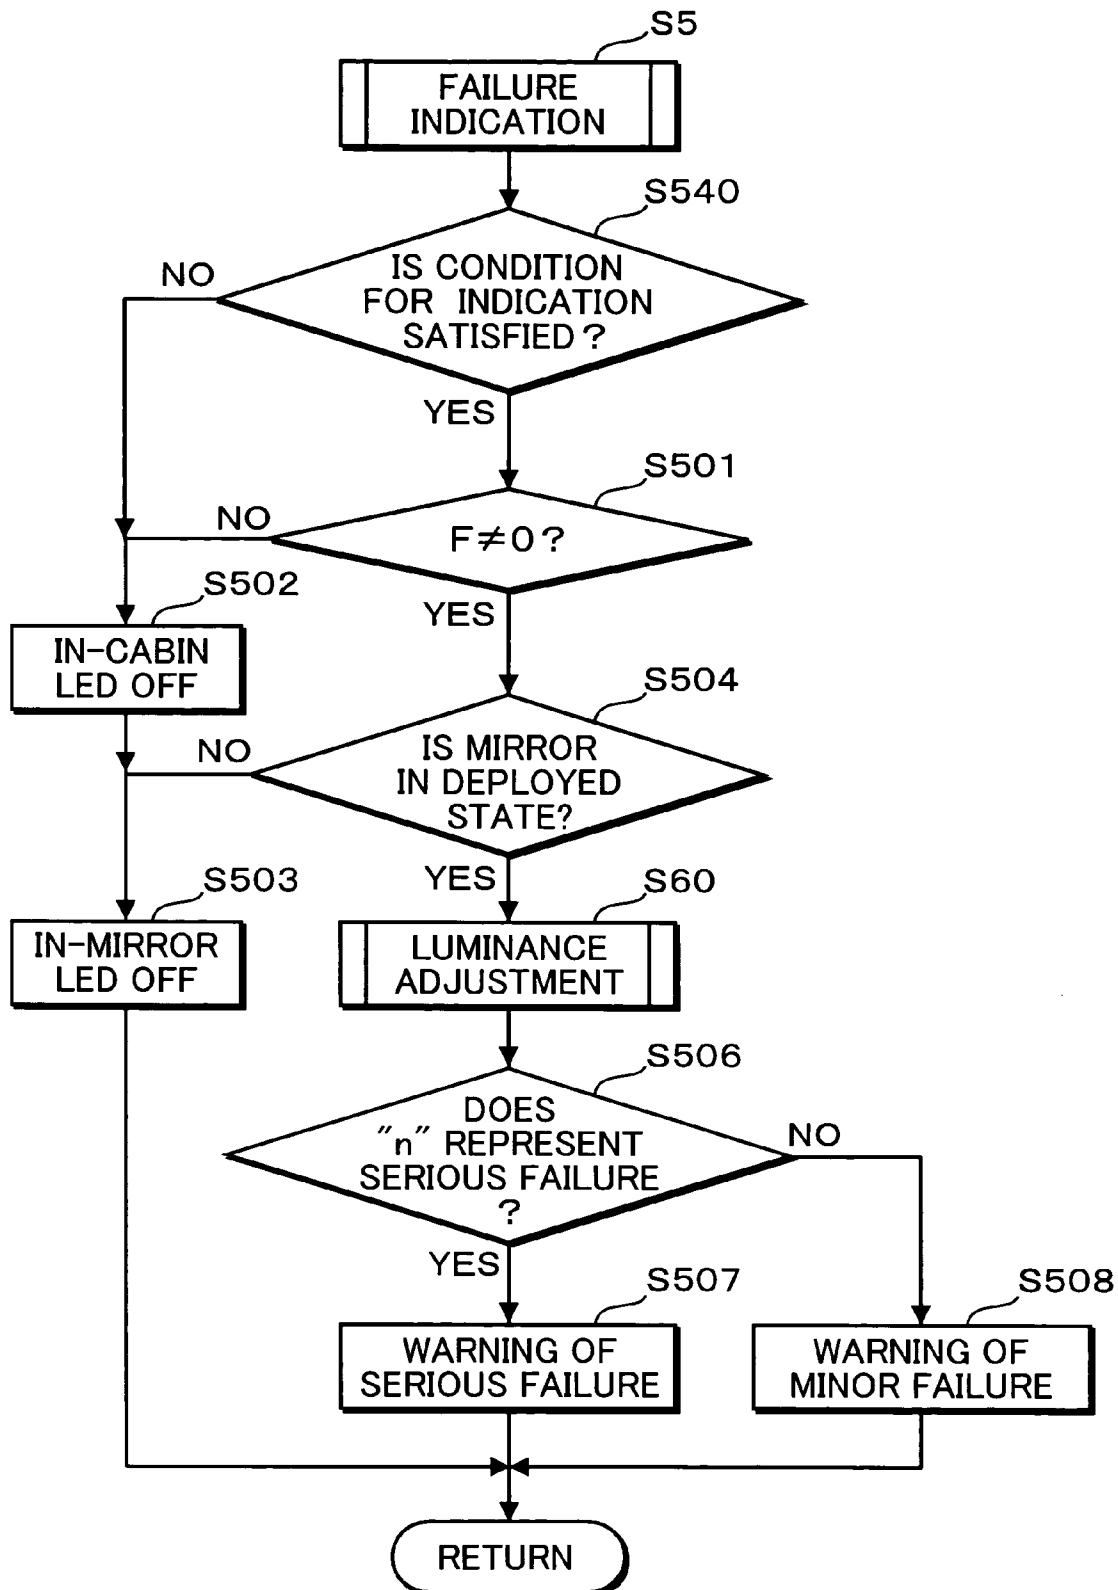 S5
FAILURE
INDICATION
S540
IS CONDITION
FOR INDICATION
SATISFIED?
NO
YES
S501
F≠0?
NO
YES
S502
IN-CABIN
LED OFF
S504
IS MIRROR
IN DEPLOYED
STATE?
NO
YES
S503
IN-MIRROR
LED OFF
S60
LUMINANCE
ADJUSTMENT
S506
DOES
"n" REPRESENT
SERIOUS FAILURE
?
NO
YES
S507
WARNING OF
SERIOUS FAILURE
S508
WARNING OF
MINOR FAILURE
RETURN